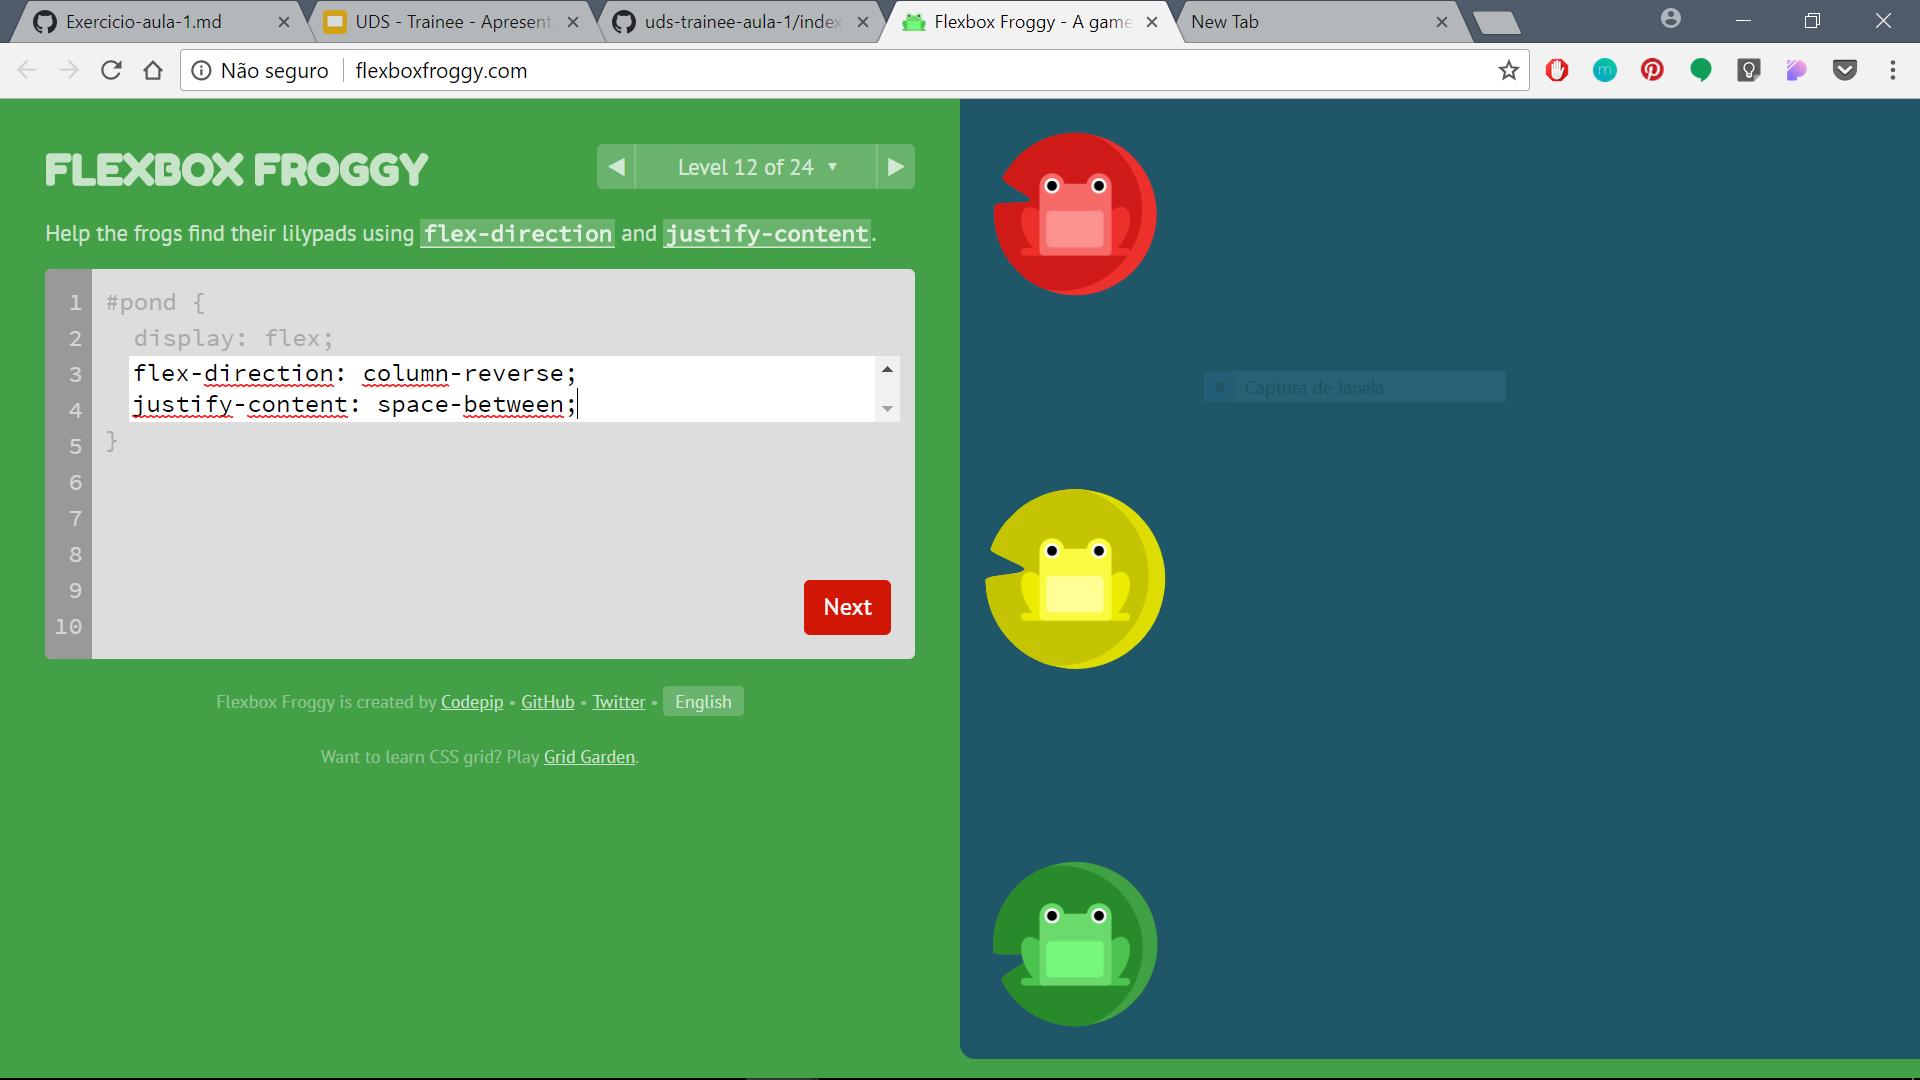 Exercicio-aula-1.md
UDS - Trainee - Apresent
uds-trainee-aula-1/index
Flexbox Froggy - A game
New Tab
Não seguro
flexboxfroggy.com
FLEXBOX FROGGY
Level 12 of 24
Help the frogs find their lilypads using flex-direction and justify-content.
1 #pond {
2 display: flex;
3 flex-direction: column-reverse;
4 justify-content: space-between;
5 }
6
7
8
9
10
Next
Captura de Janela
Flexbox Froggy is created by Codepip • GitHub • Twitter • English
Want to learn CSS grid? Play Grid Garden.